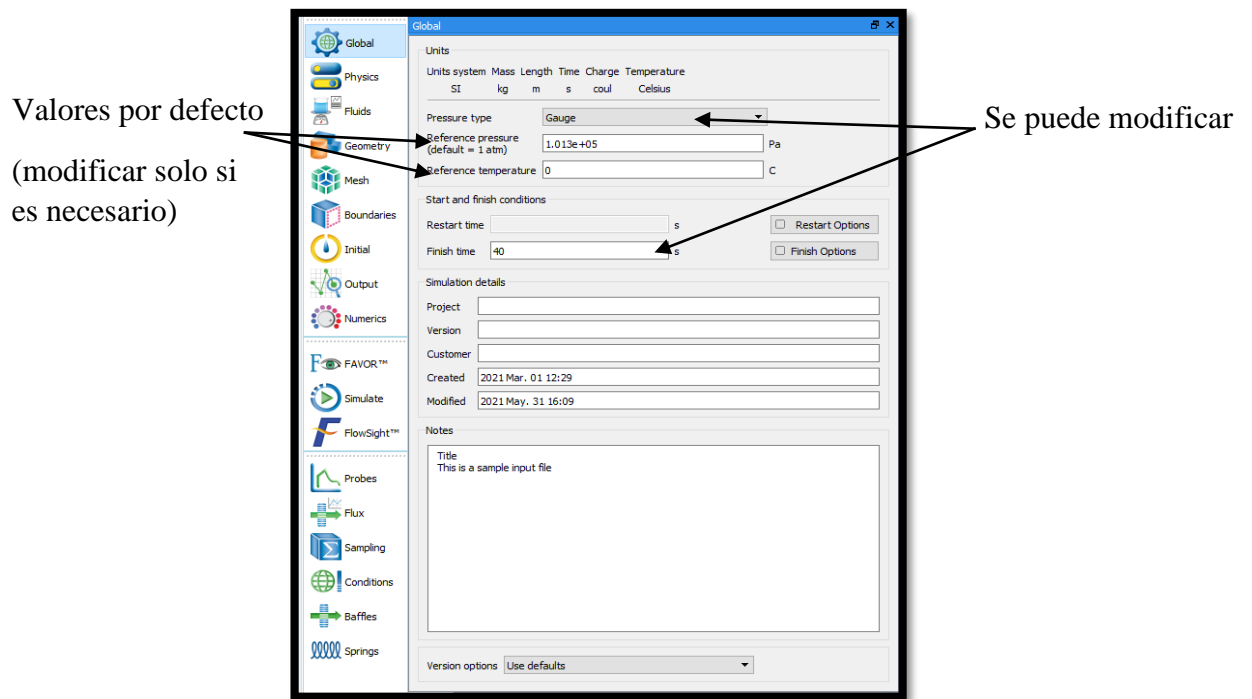 Global
Global
Physics
Fluids
Geometry
Mesh
Boundaries
Initial
Output
Numerics
F FAVOR™
Simulate
FlowSight™
Probes
Flux
Sampling
Conditions
Baffles
Springs
Units
Units system Mass Length Time Charge Temperature
SI kg m s coul Celsius
Pressure type Gauge
Reference pressure
(default = 1 atm) 1.013e+05 Pa
Reference temperature 0 C
Start and finish conditions
Restart time s Restart Options
Finish time 40 s Finish Options
Simulation details
Project
Version
Customer
Created 2021 Mar. 01 12:29
Modified 2021 May. 31 16:09
Notes
Title
This is a sample input file
Version options Use defaults
Valores por defecto
(modificar solo si
es necesario)
Se puede modificar